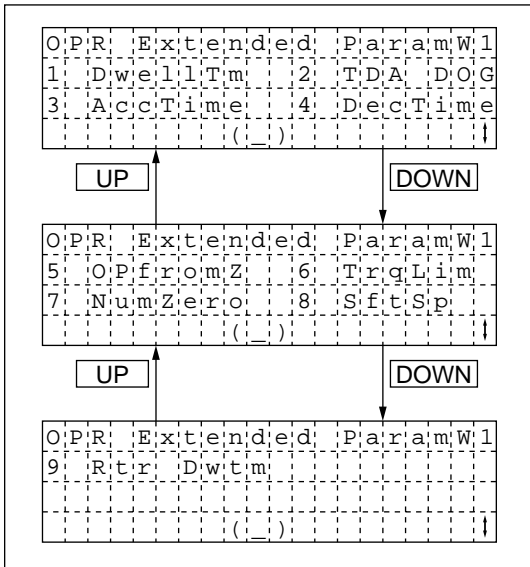 OPR Extended ParamW1
1 DwellTm 2 TDA DOG
3 AccTime 4 DecTime
(_) ↕
UP DOWN
OPR Extended ParamW1
5 OPfromZ 6 TrqLim
7 NumZero 8 SftSp
(_) ↕
UP DOWN
OPR Extended ParamW1
9 Rtr Dwtm
(_) ↕